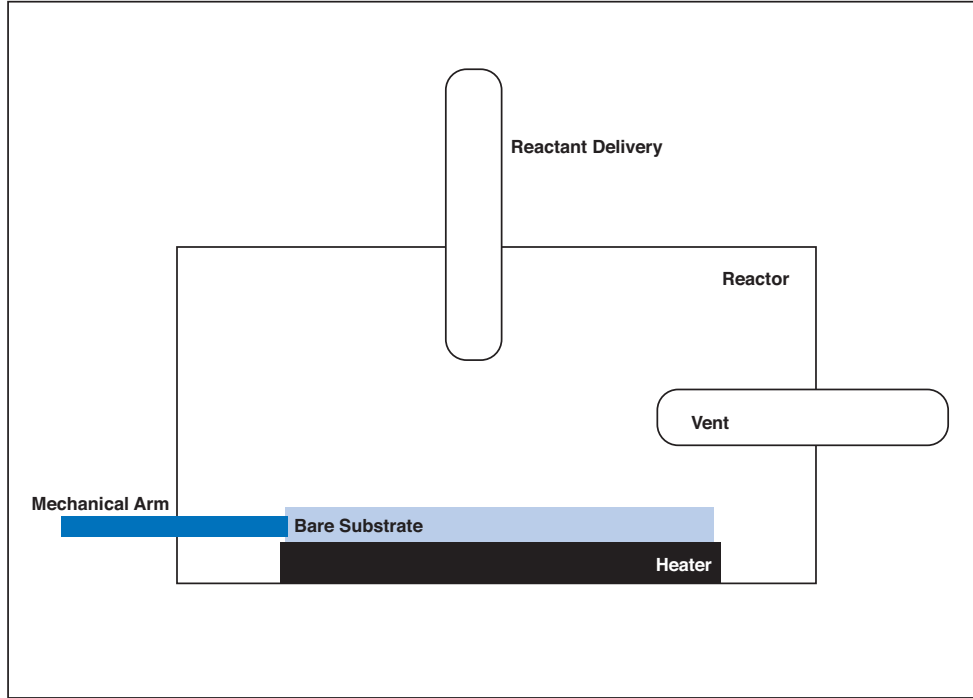 Reactant Delivery
Reactor
Vent
Mechanical Arm
Bare Substrate
Heater